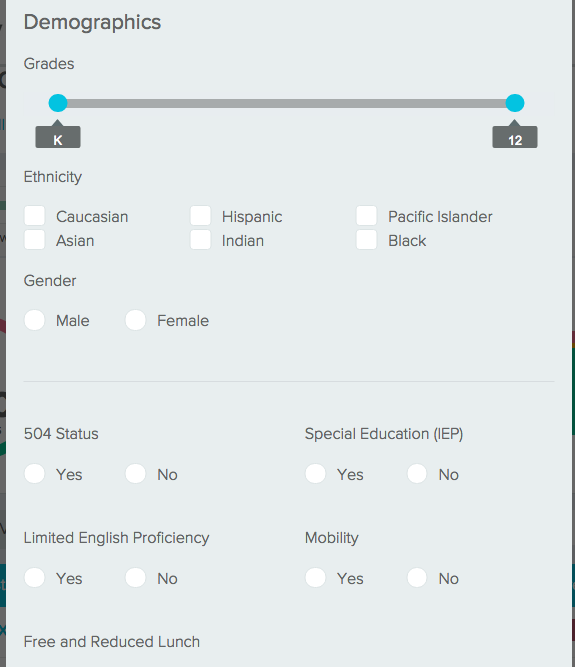 Demographics
Grades
K 12
Ethnicity
Caucasian Hispanic Pacific Islander
Asian Indian Black
Gender
Male Female
504 Status Special Education (IEP)
Yes No Yes No
Limited English Proficiency Mobility
Yes No Yes No
Free and Reduced Lunch